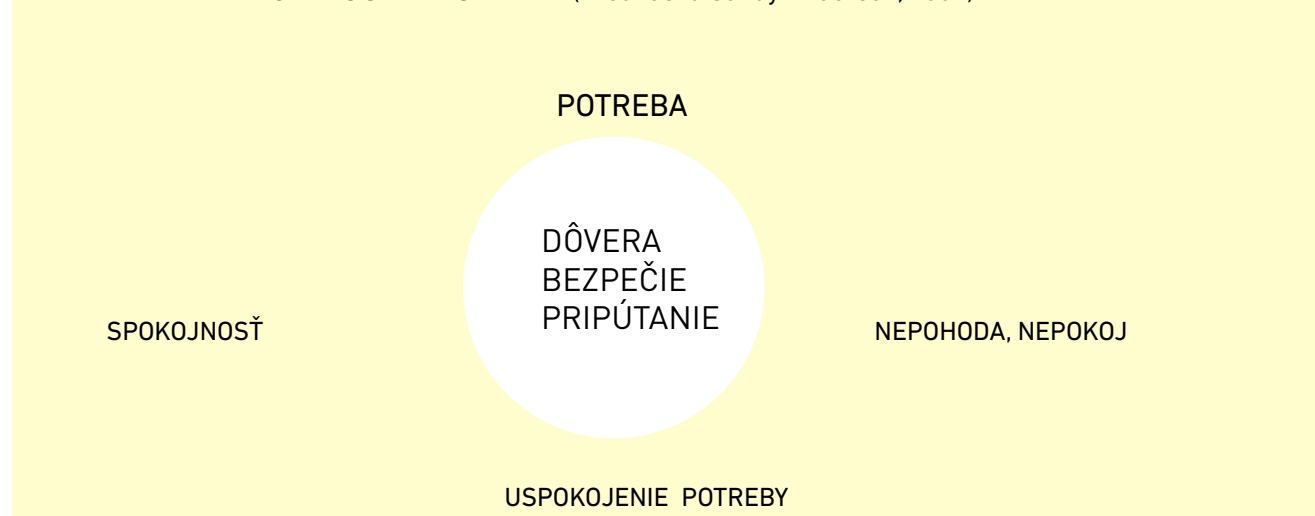 POTREBA
DÔVERA
BEZPEČIE
PRIPÚTANIE
SPOKOJNOSŤ
NEPOHODA, NEPOKOJ
USPOKOJENIE POTREBY